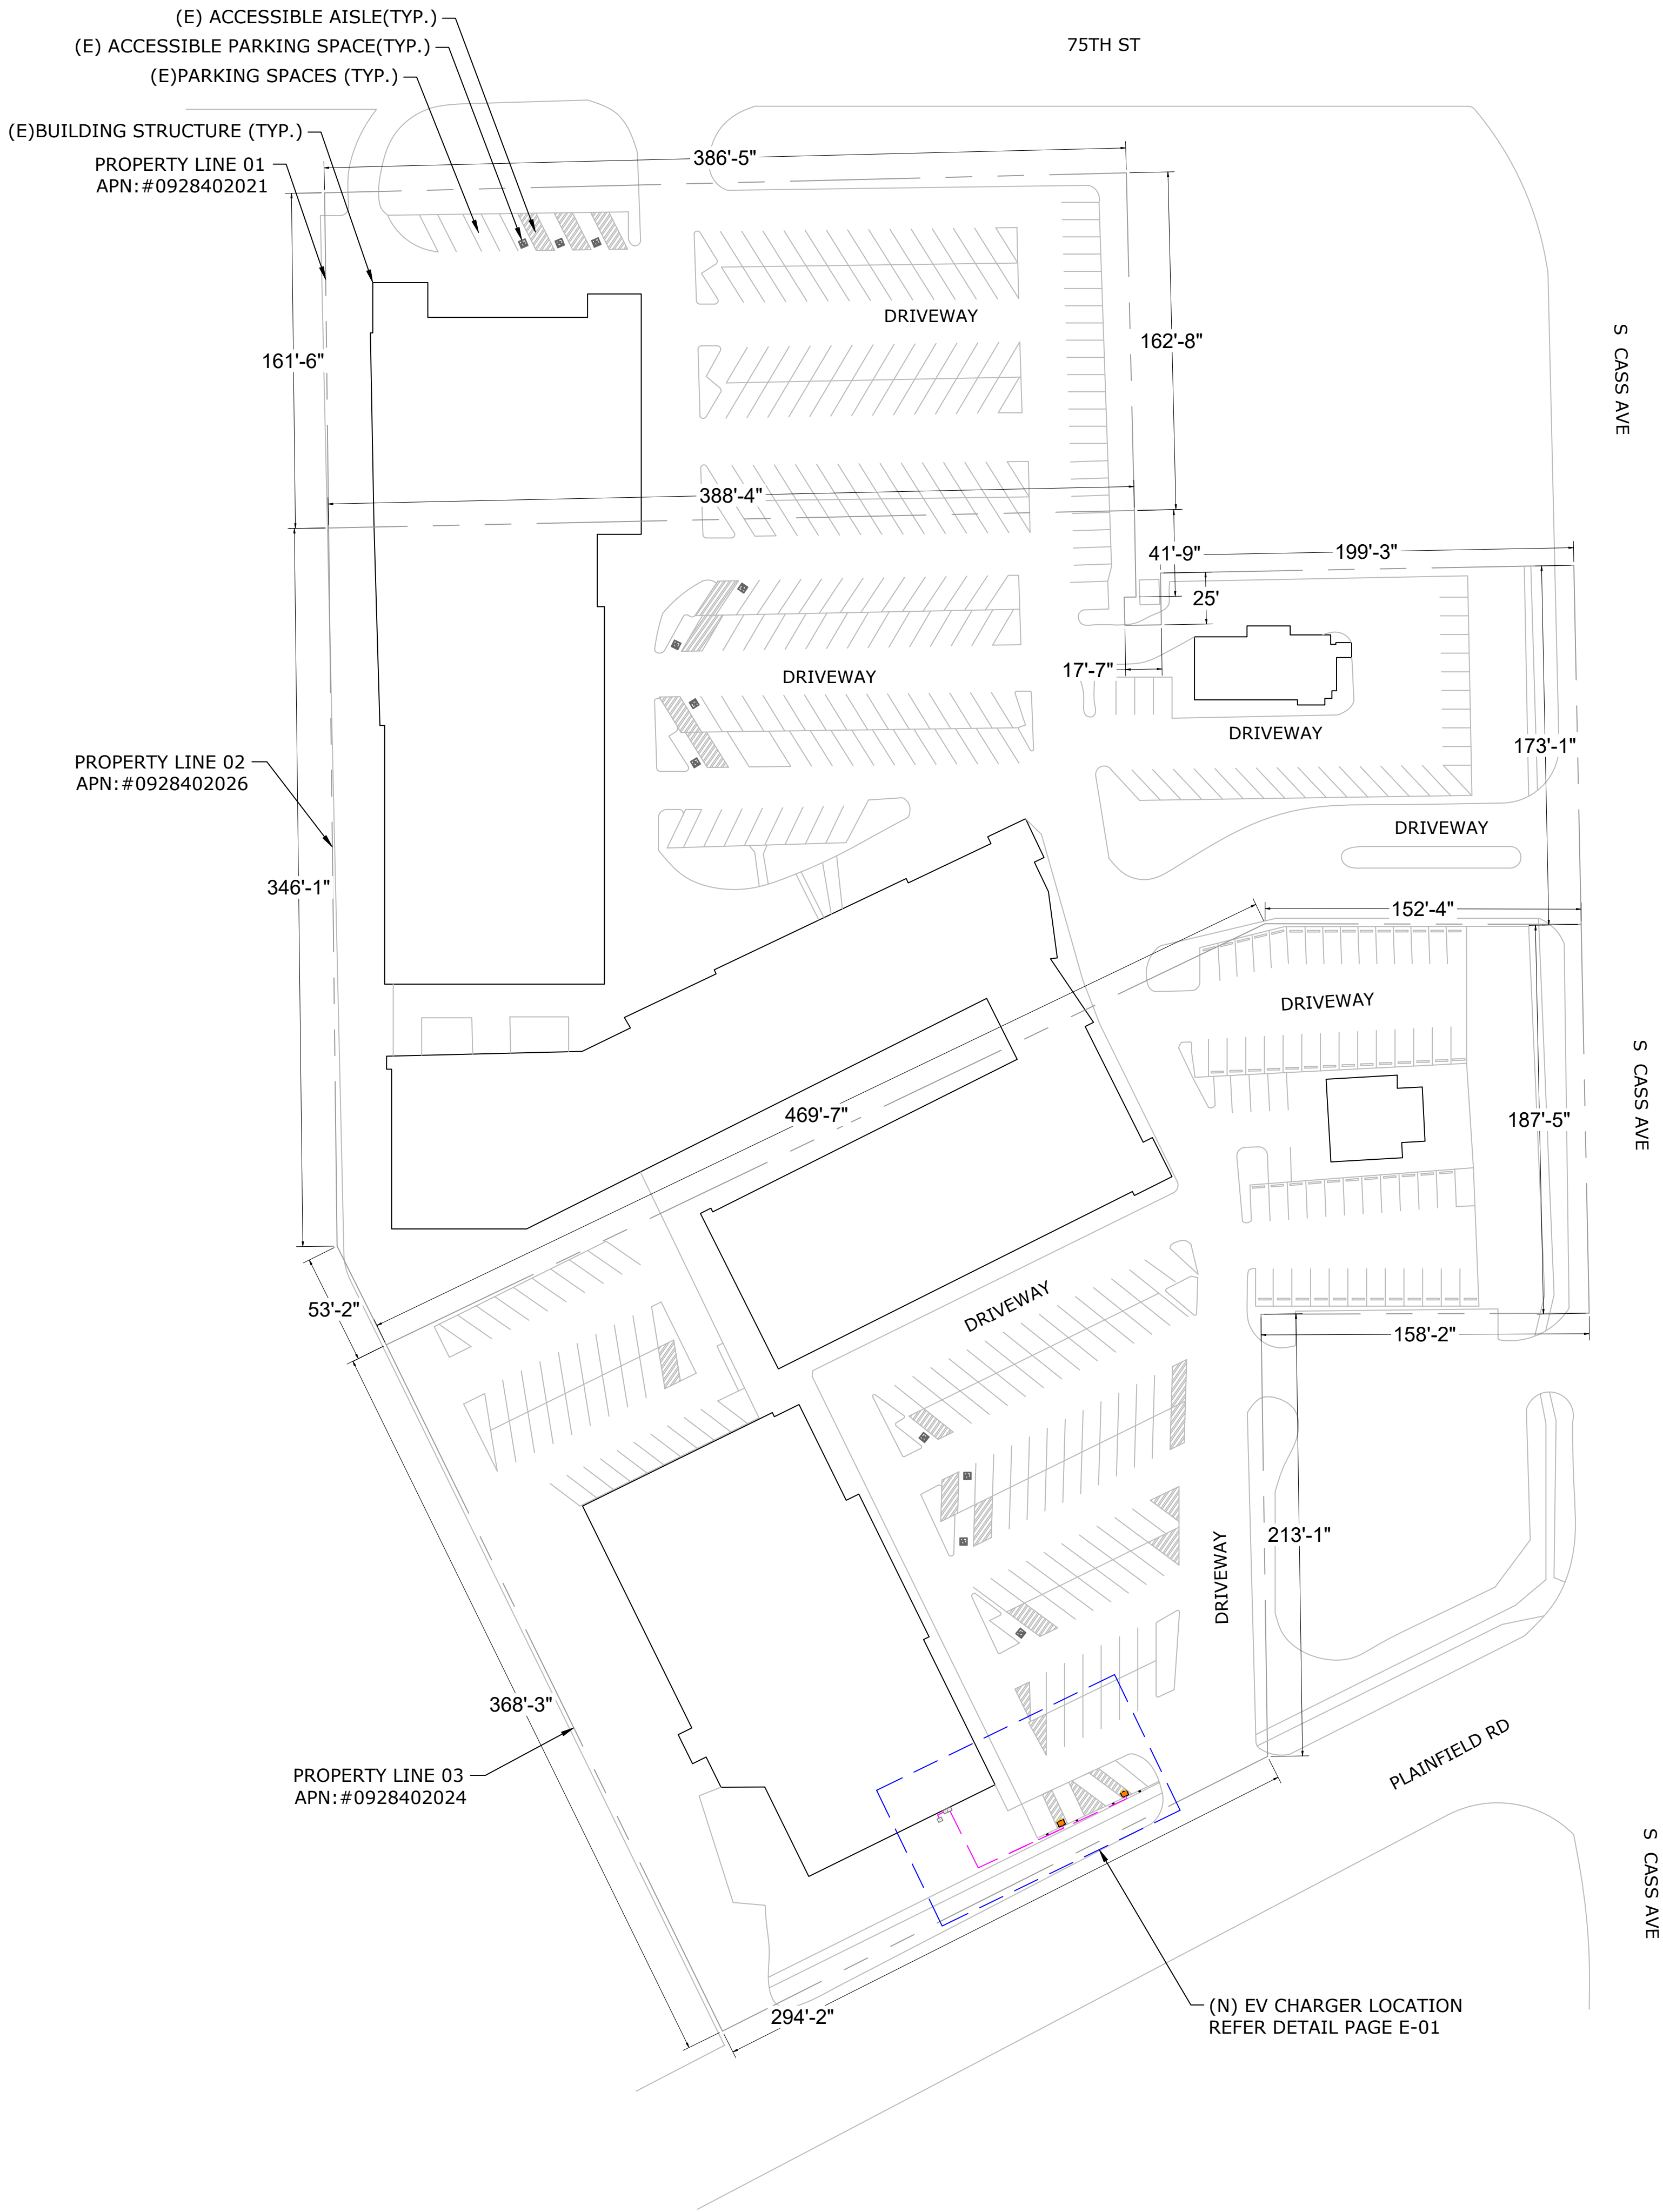 (E) ACCESSIBLE AISLE(TYP.)
75TH ST
(E) ACCESSIBLE PARKING SPACE(TYP.)
(E)PARKING SPACES (TYP.)
(E)BUILDING STRUCTURE (TYP.)
386'-5"
PROPERTY LINE 01
APN:#0928402021
DRIVEWAY
162'-8"
161'-6"
S CASS AVE
388'-4"
41'-9"
199'-3"
25'
17'-7"
DRIVEWAY
DRIVEWAY
173'-1"
PROPERTY LINE 02
APN:#0928402026
DRIVEWAY
346'-1"
152'-4"
DRIVEWAY
S CASS AVE
469'-7"
187'-5"
DRIVEWAY
53'-2"
158'-2"
213'-1"
DRIVEWAY
368'-3"
PLAINFIELD RD
PROPERTY LINE 03
APN:#0928402024
S CASS AVE
(N) EV CHARGER LOCATION
REFER DETAIL PAGE E-01
294'-2"